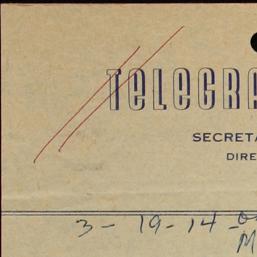 TELEGRA
SECRETA
DIRE
3 - 19 - 14
M